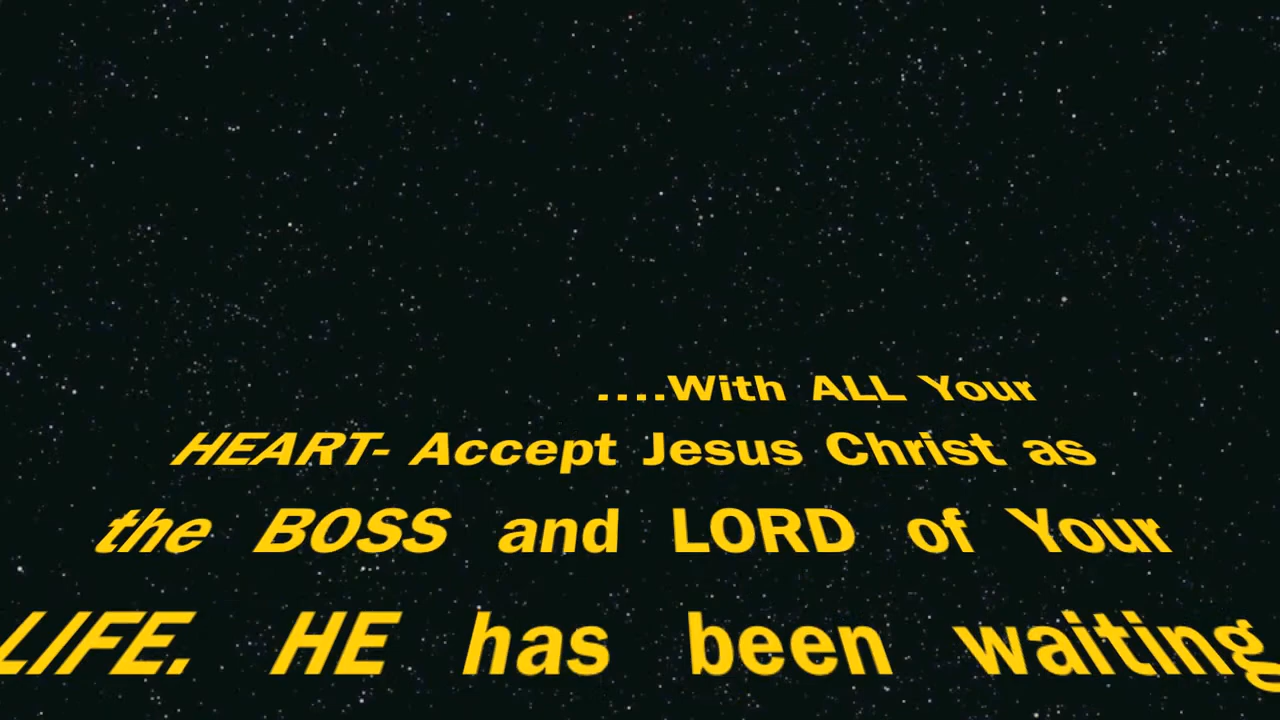 ....With ALL Your
HEART- Accept Jesus Christ as
the BOSS and LORD of Your
LIFE. HE has been waiting